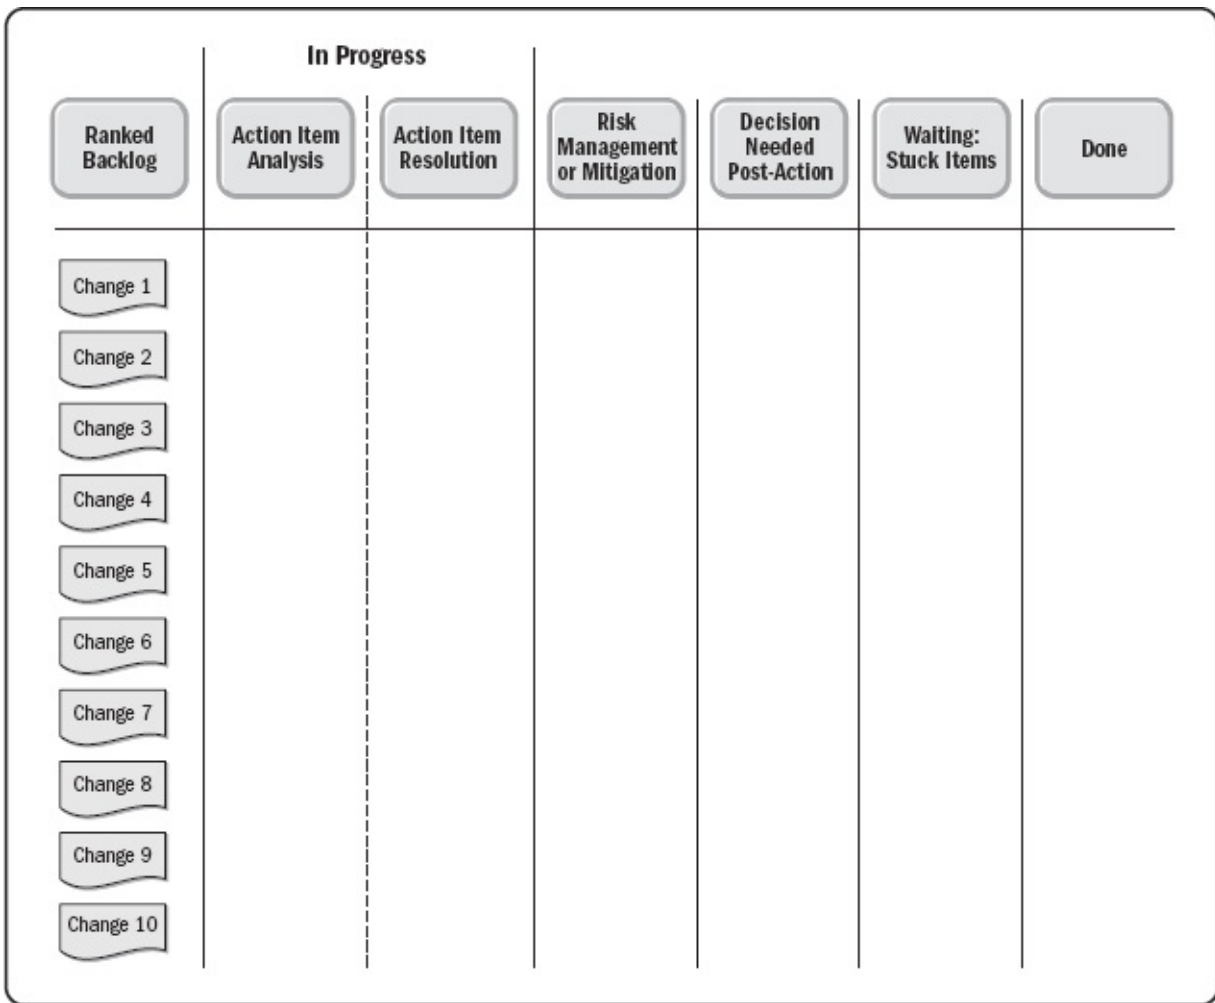 In Progress
Ranked
Backlog
Action Item
Analysis
Action Item
Resolution
Risk
Management
or Mitigation
Decision
Needed
Post-Action
Waiting:
Stuck Items
Done
Change 1
Change 2
Change 3
Change 4
Change 5
Change 6
Change 7
Change 8
Change 9
Change 10